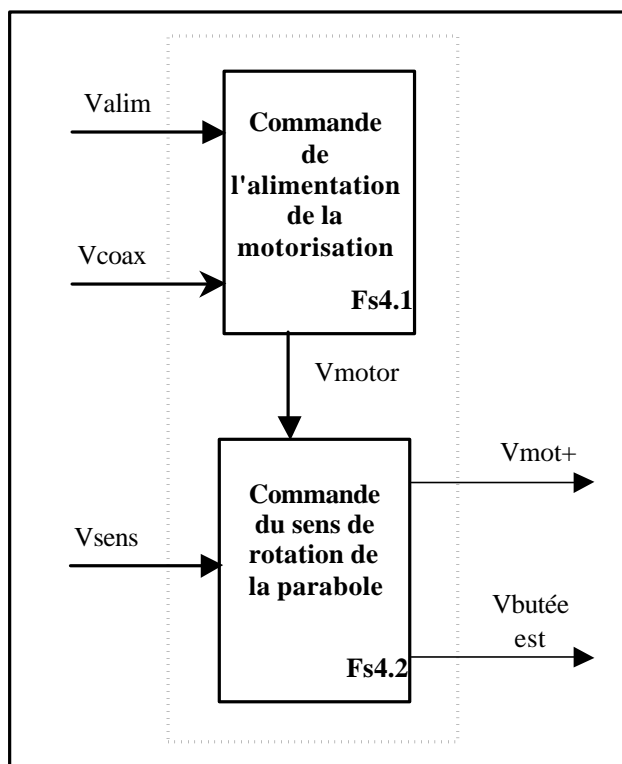 Valim
Commande
de
l'alimentation
de la
motorisation
Vcoax
Fs4.1
Vmotor
Vmot+
Commande
du sens de
rotation de
la parabole
Vsens
Vbutée
est
Fs4.2